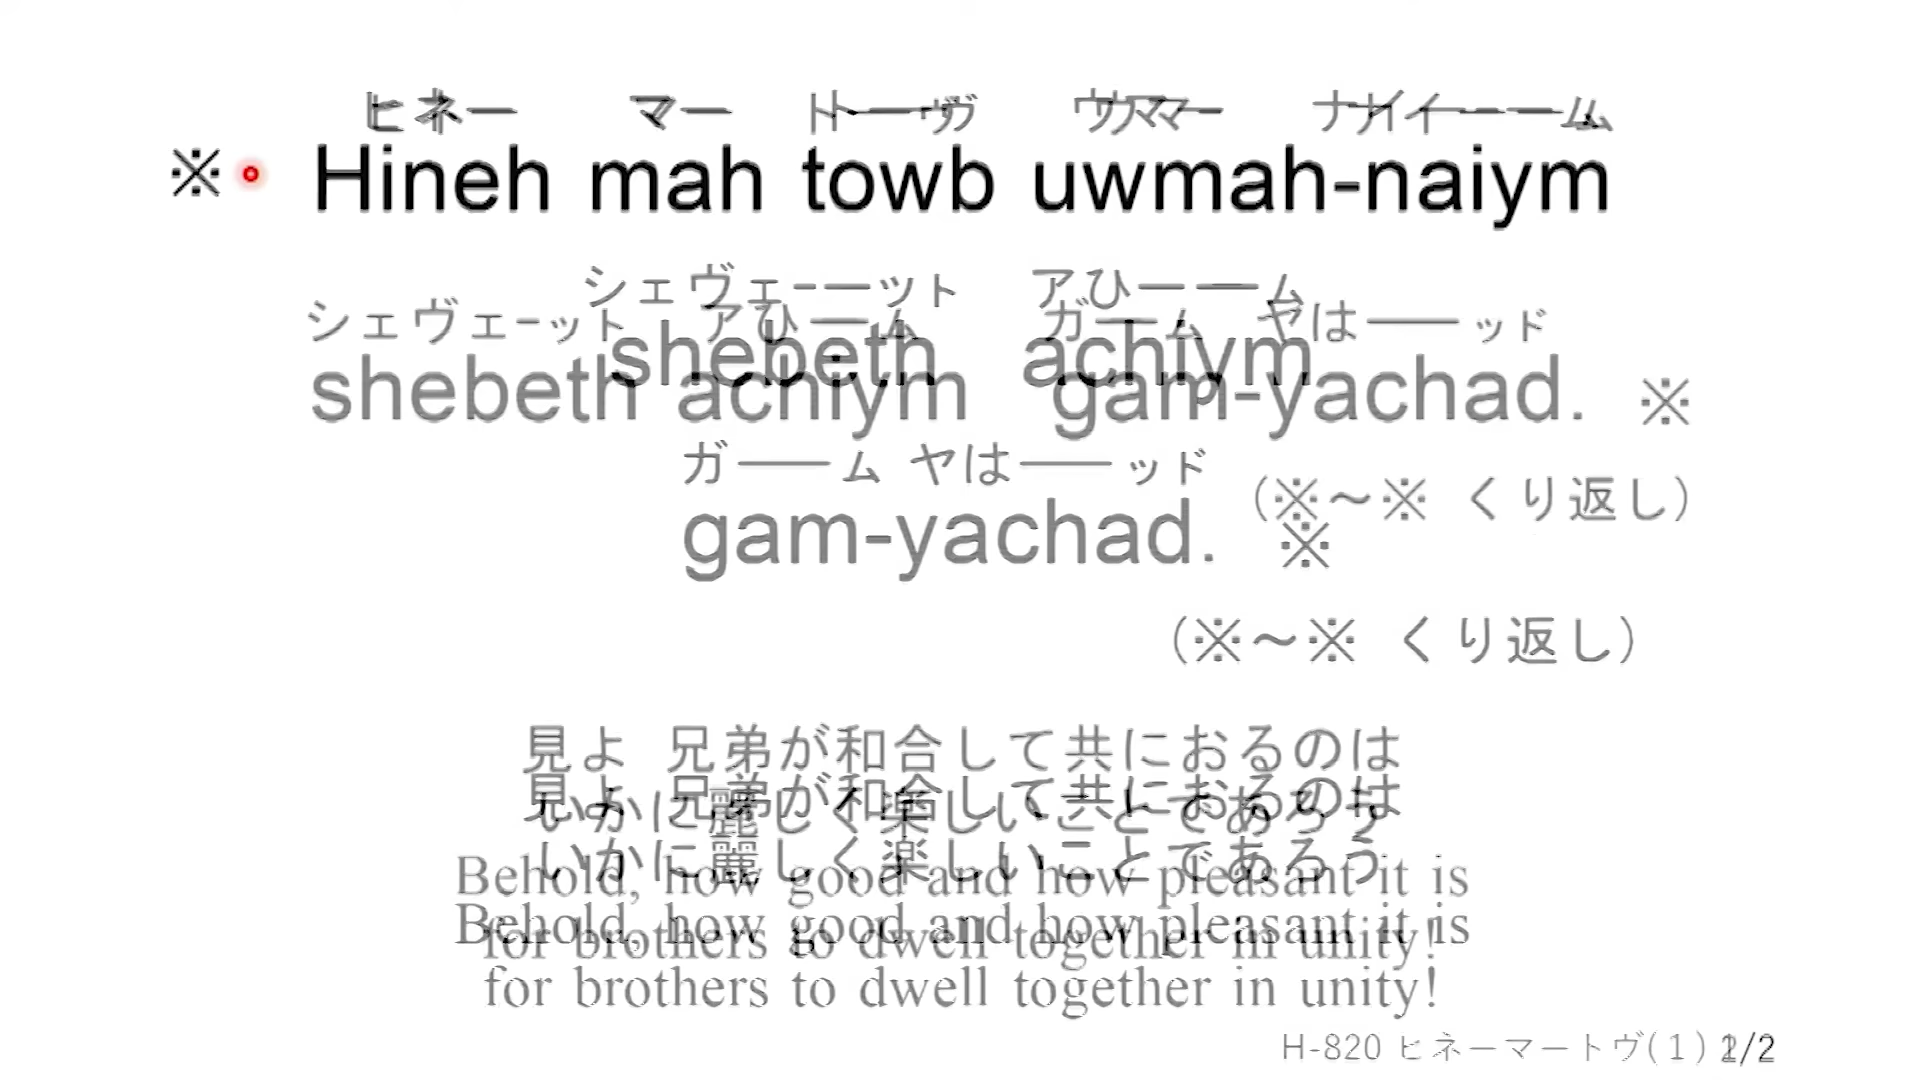 ヒネー マー トーヴ ウママー ナイーーム
※ Hineh mah towb uwmah-naiym
シェヴェーーット アひーーム
shebeth achiym
シェヴェーット アひーム ガーム ヤはーッド
shebeth achiym gam-yachad. ※
ガーム ヤはーッド
gam-yachad. ※
(※～※ くり返し)
(※～※ くり返し)
見よ 兄弟が和合して共におるのは
見よ 兄弟が和合して共におるのは
いかに麗しく楽しいことであろう
いかに麗しく楽しいことであろう
Behold, how good and how pleasant it is
Behold, how good and how pleasant it is
for brothers to dwell together in unity!
for brothers to dwell together in unity!
H-820 ヒネーマートヴ(1) /2